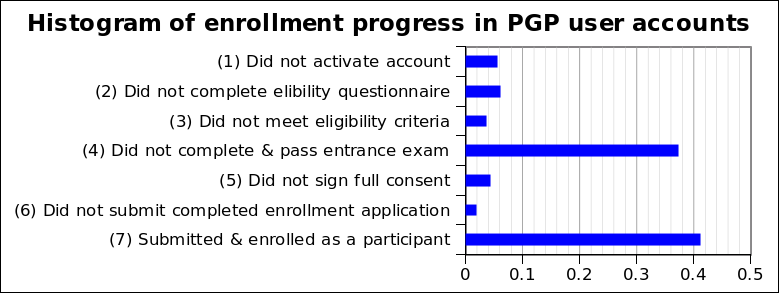 Histogram of enrollment progress in PGP user accounts
(1) Did not activate account
(2) Did not complete elibility questionnaire
(3) Did not meet eligibility criteria
(4) Did not complete & pass entrance exam
(5) Did not sign full consent
(6) Did not submit completed enrollment application
(7) Submitted & enrolled as a participant
0 0.1 0.2 0.3 0.4 0.5